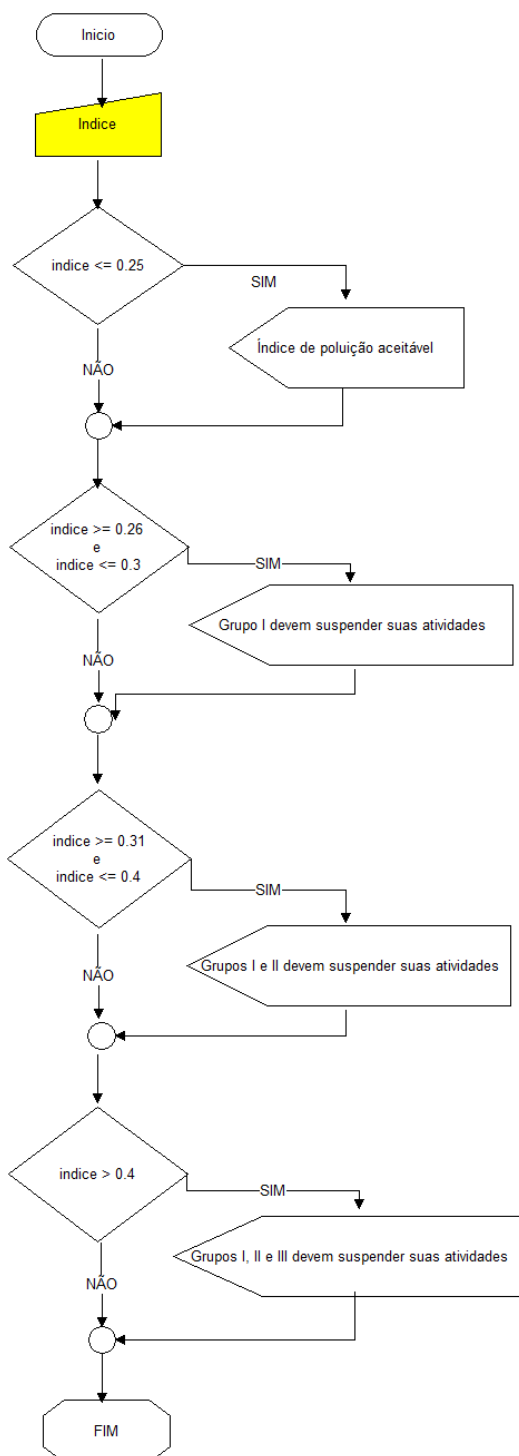 Inicio
Indice
indice <= 0.25
SIM
Índice de poluição aceitável
NÃO
indice >= 0.26
e
indice <= 0.3
SIM
Grupo I devem suspender suas atividades
NÃO
indice >= 0.31
e
indice <= 0.4
SIM
Grupos I e II devem suspender suas atividades
NÃO
indice > 0.4
SIM
Grupos I, II e III devem suspender suas atividades
NÃO
FIM